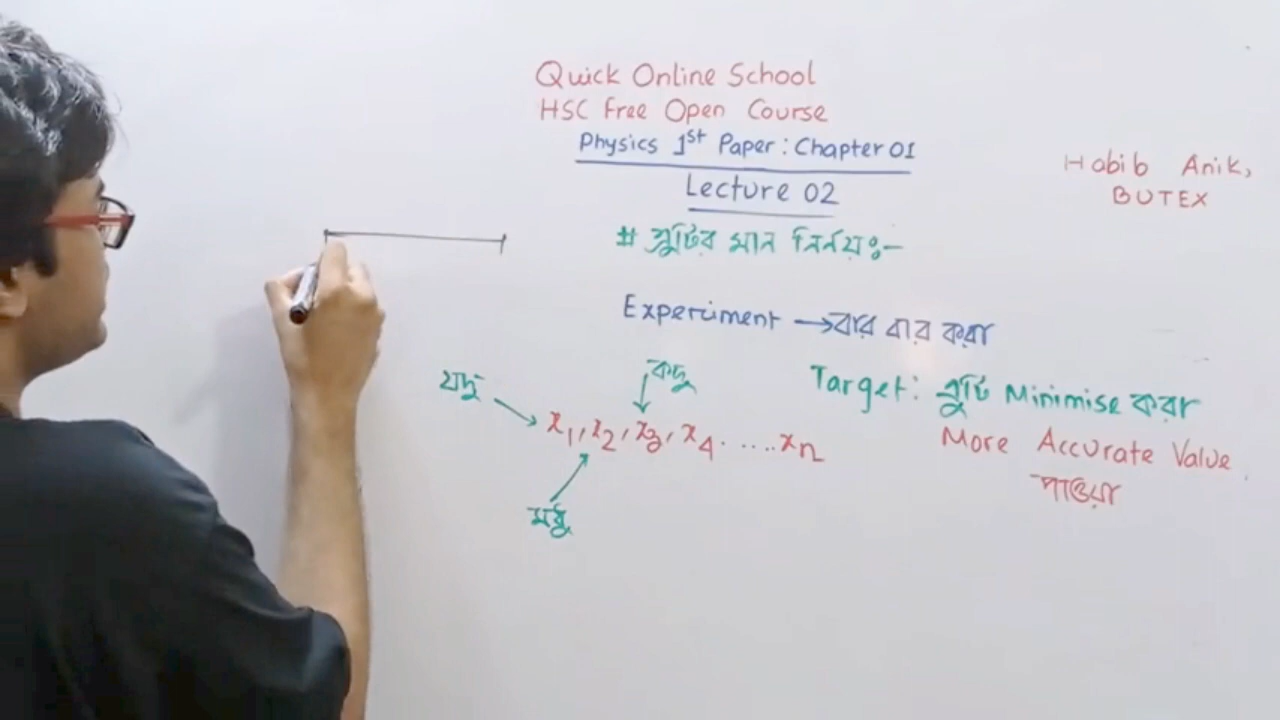 Quick Online School
HSC Free Open Course
Physics 1st Paper : Chapter 01
Lecture 02
Habib Anik,
BUTEX
# ত্রুটির মান নির্নয়ঃ-
Experiment → বার বার করা
যদু
কদু
x1, x2, x3, x4. .... xn
মধু
Target: ত্রুটি Minimise করা
More Accurate Value
পাওয়া